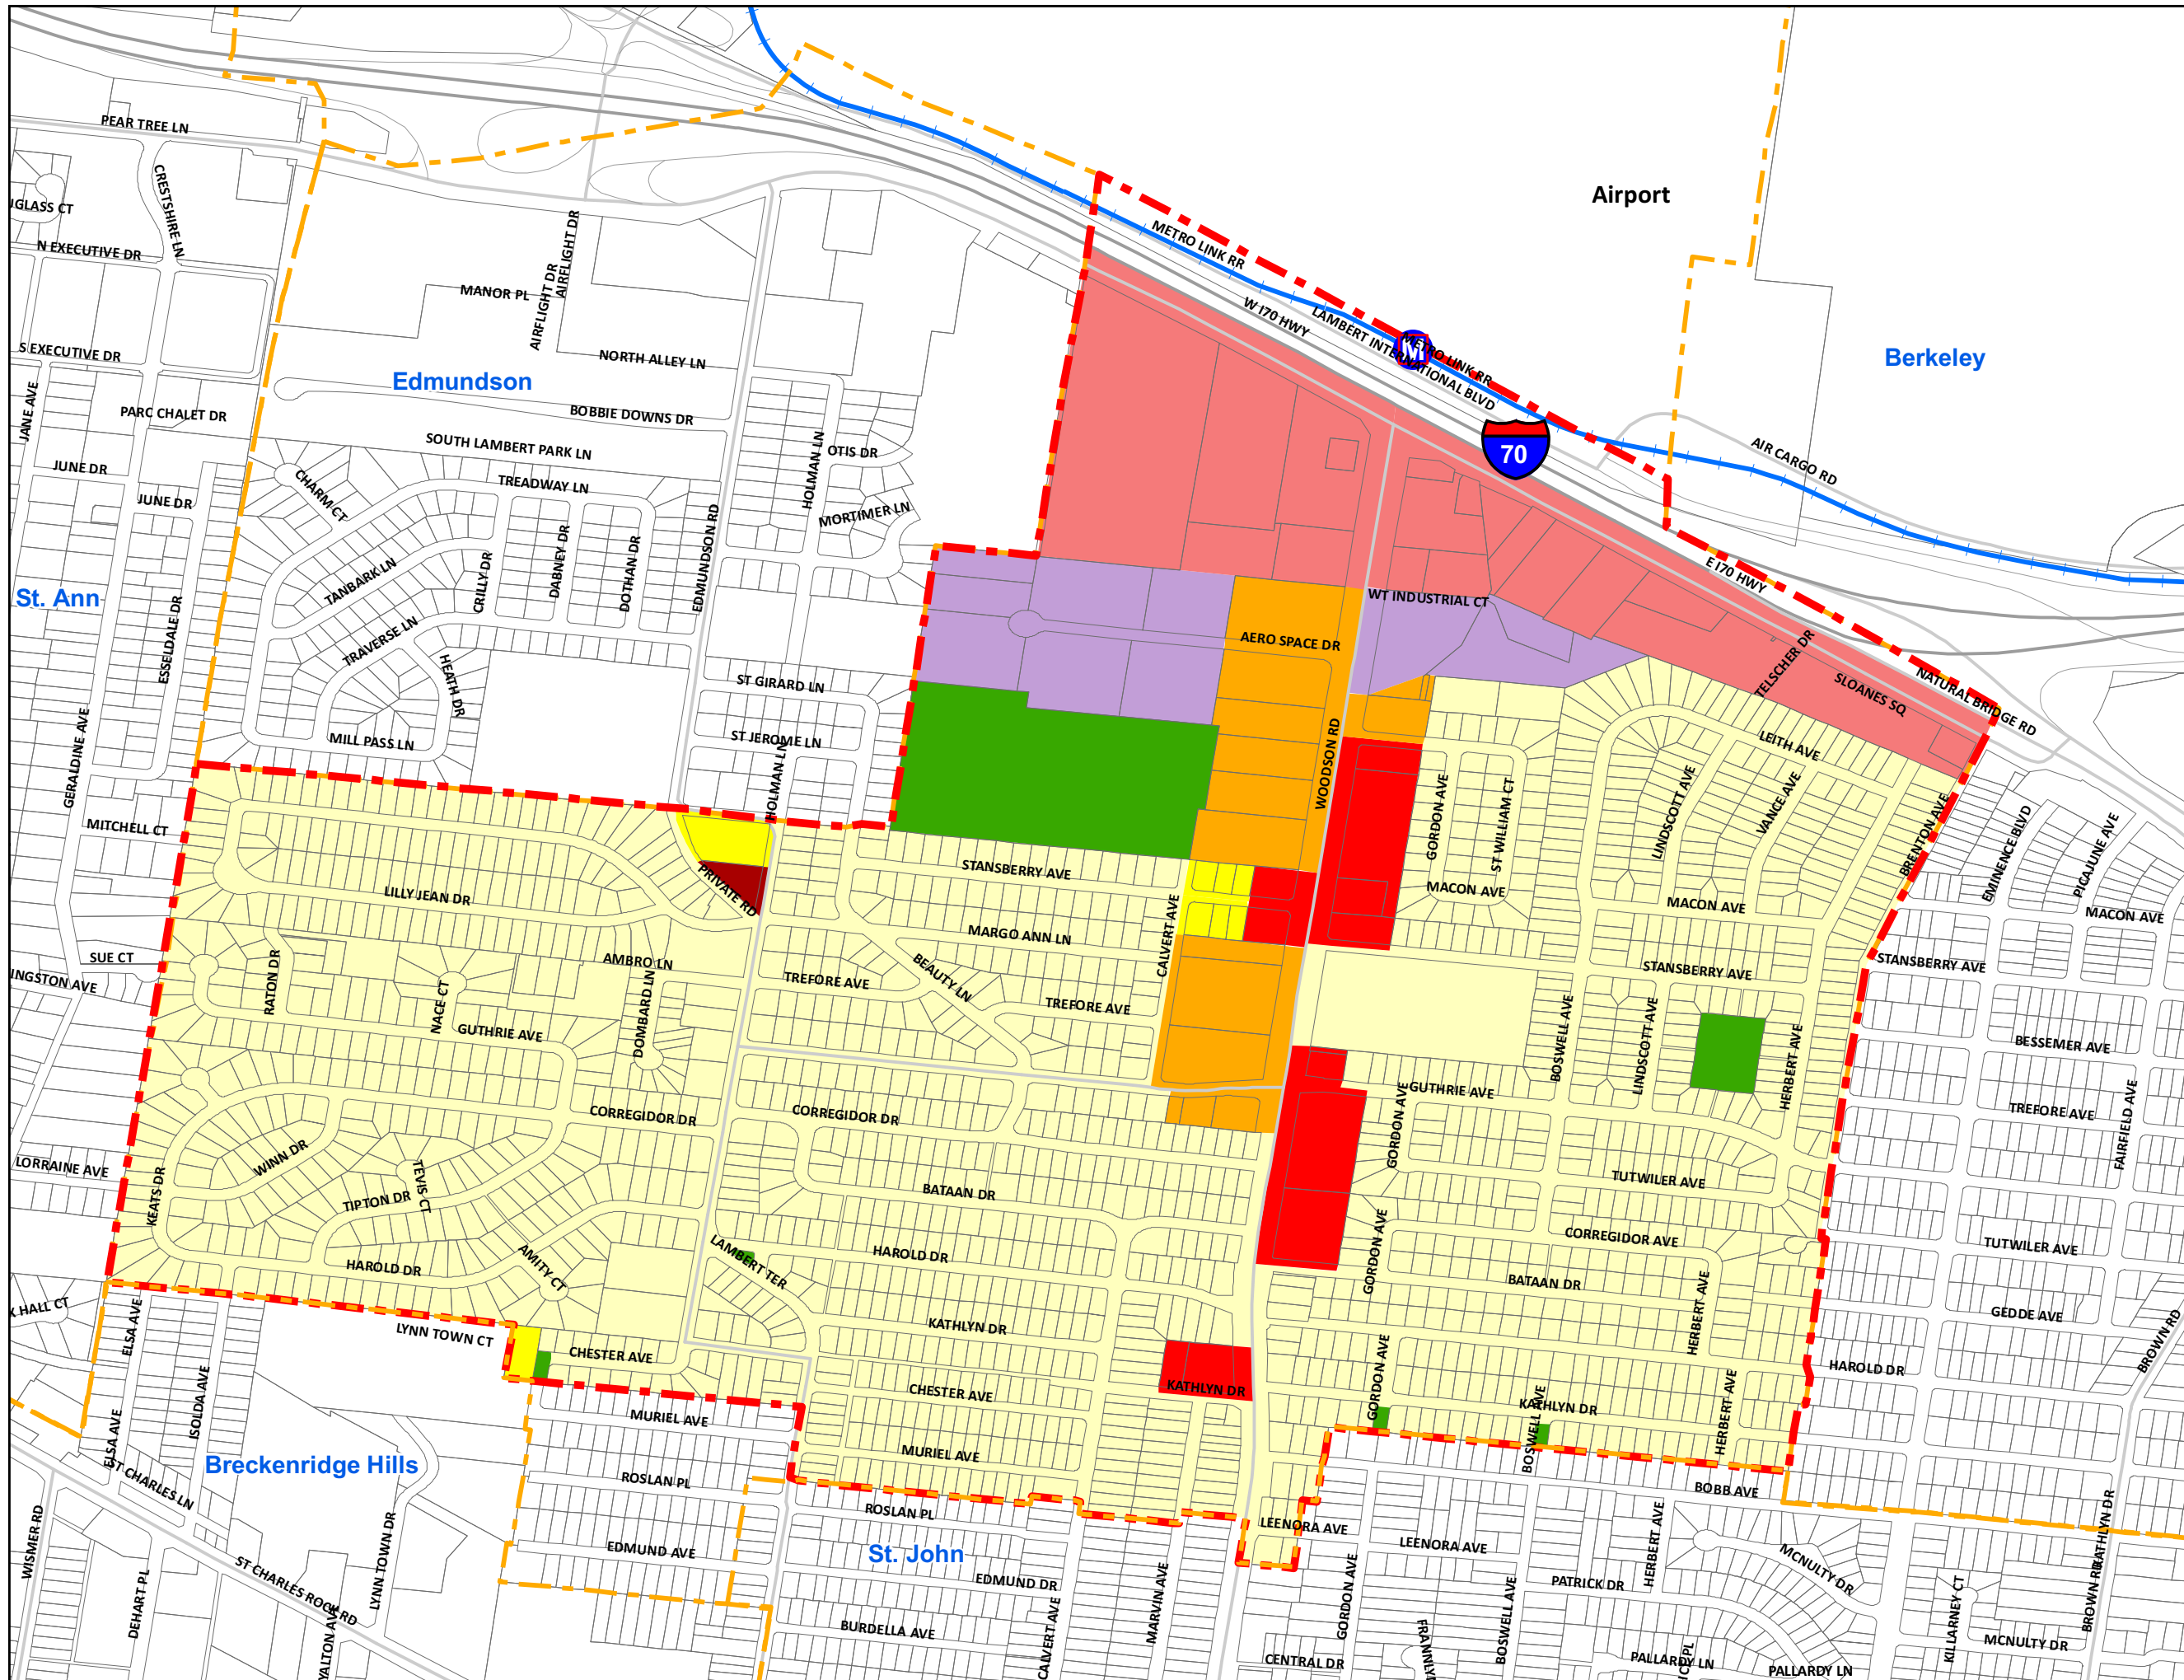 PEAR TREE LN
CRESTSHIRE LN
N EXECUTIVE DR
S EXECUTIVE DR
JANE AVE
PARC CHALET DR
JUNE DR
JUNE DR
MANOR PL
AIRFLIGHT DR
AIRFLIGHT DR
NORTH ALLEY LN
Edmundson
BOBBIE DOWNS DR
SOUTH LAMBERT PARK LN
TREADWAY LN
CHARM CT
HOLMAN LN
OTIS DR
MORTIMER LN
Airport
METRO LINK RR
W I70 HWY
LAMBERT INTERNATIONAL BLVD
M
METRO LINK RR
70
Berkeley
AIR CARGO RD
E I70 HWY
NATURAL BRIDGE RD
St. Ann
TANBARK LN
CRILLY DR
DABNEY DR
DOTHAN DR
EDMUNDSON RD
ESSELDALE DR
TRAVERSE LN
HEATH DR
MILL PASS LN
GERALDINE AVE
ST GIRARD LN
ST JEROME LN
HOLMAN LN
WT INDUSTRIAL CT
AERO SPACE DR
WOODSON RD
TELSCHER DR
SLOANES SQ
LEITH AVE
LINDSCOTT AVE
VANCE AVE
BRENTON AVE
EMINENCE BLVD
PICAJUNE AVE
GORDON AVE
ST WILLIAM CT
MACON AVE
MACON AVE
MACON AVE
MITCHELL CT
LILLY JEAN DR
PRIVATE RD
STANSBERRY AVE
MARGO ANN LN
CALVERT AVE
STANSBERRY AVE
STANSBERRY AVE
SUE CT
INGSTON AVE
RATON DR
NACE CT
AMBRO LN
DOMBARD LN
GUTHRIE AVE
TREFORE AVE
BEAUTY LN
TREFORE AVE
BOSWELL AVE
LINDSCOTT AVE
HERBERT AVE
BESSEMER AVE
TREFORE AVE
FAIRFIELD AVE
CORREGIDOR DR
CORREGIDOR DR
GUTHRIE AVE
GORDON AVE
TUTWILER AVE
LORRAINE AVE
KEATS DR
WINN DR
TEVIS CT
TIPTON DR
BATAAN DR
CORREGIDOR AVE
TUTWILER AVE
HAROLD DR
AMITY CT
LAMBERT TER
HAROLD DR
GORDON AVE
BATAAN DR
HERBERT AVE
GEDDE AVE
BROWN RD
HALL CT
ELSA AVE
LYNN TOWN CT
CHESTER AVE
KATHLYN DR
HAROLD DR
ISOLDA AVE
MURIEL AVE
CHESTER AVE
KATHLYN DR
GORDON AVE
BOSWELL AVE
KATHLYN DR
HERBERT AVE
ELSA AVE
ST CHARLES LN
Breckenridge Hills
MURIEL AVE
ROSLAN PL
ROSLAN PL
BOBB AVE
WISMER RD
LYNN TOWN DR
EDMUND AVE
St. John
LEENORA AVE
LEENORA AVE
HERBERT AVE
MCNULTY DR
KATHLYN DR
ST CHARLES ROCK RD
DEHART PL
EDMUND DR
MARVIN AVE
CALVERT AVE
GORDON AVE
BOSWELL AVE
PATRICK DR
KILLARNEY CT
BROWN RD
BURDELLA AVE
CENTRAL DR
PALLARDY LN
PALLARDY LN
MCNULTY DR